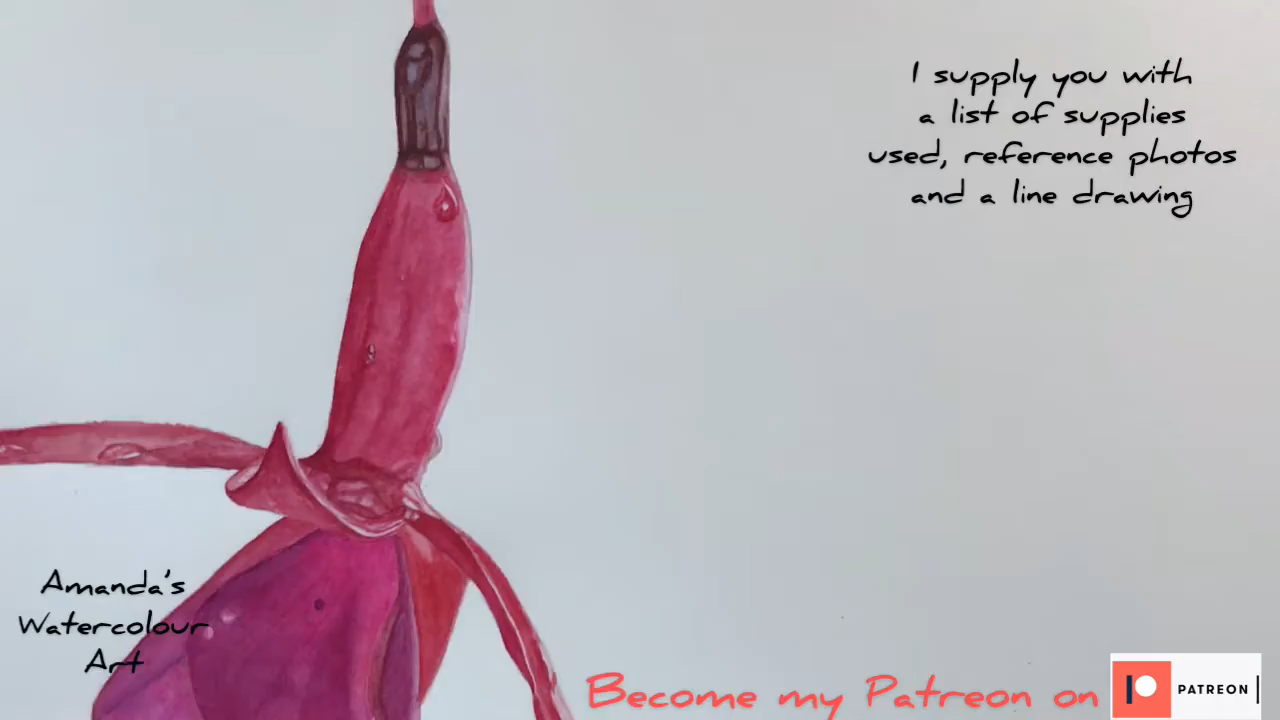 I supply you with
a list of supplies
used, reference photos
and a line drawing
Amanda's
Watercolour
Art
Become my Patreon on
PATREON